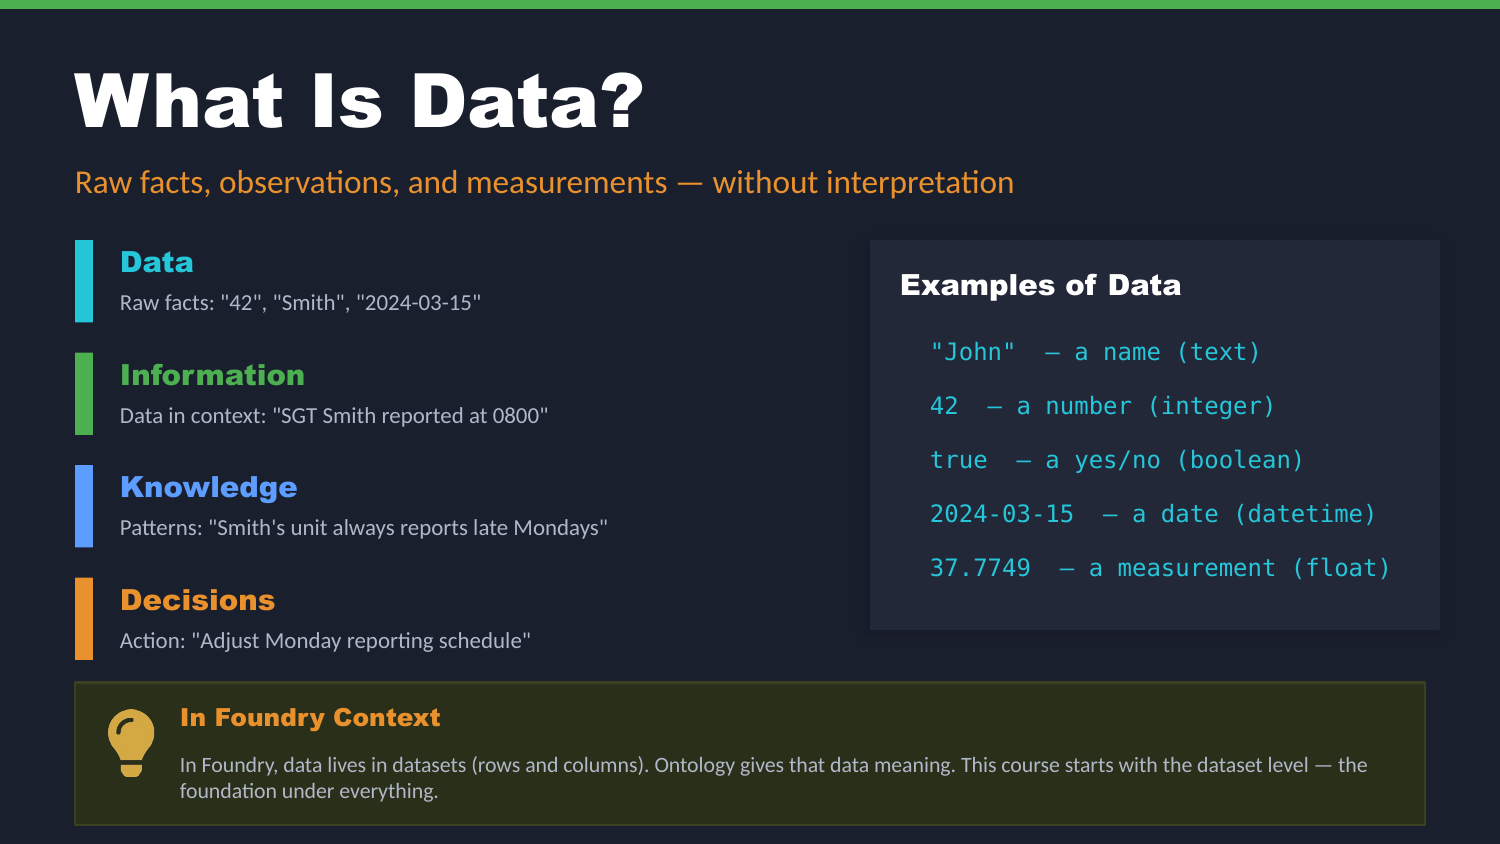 What Is Data?
Raw facts, observations, and measurements — without interpretation
Data
Raw facts: "42", "Smith", "2024-03-15"
Information
Data in context: "SGT Smith reported at 0800"
Knowledge
Patterns: "Smith's unit always reports late Mondays"
Decisions
Action: "Adjust Monday reporting schedule"
Examples of Data
"John"  — a name (text)
42  — a number (integer)
true  — a yes/no (boolean)
2024-03-15  — a date (datetime)
37.7749  — a measurement (float)
In Foundry Context
In Foundry, data lives in datasets (rows and columns). Ontology gives that data meaning. This course starts with the dataset level — the
foundation under everything.